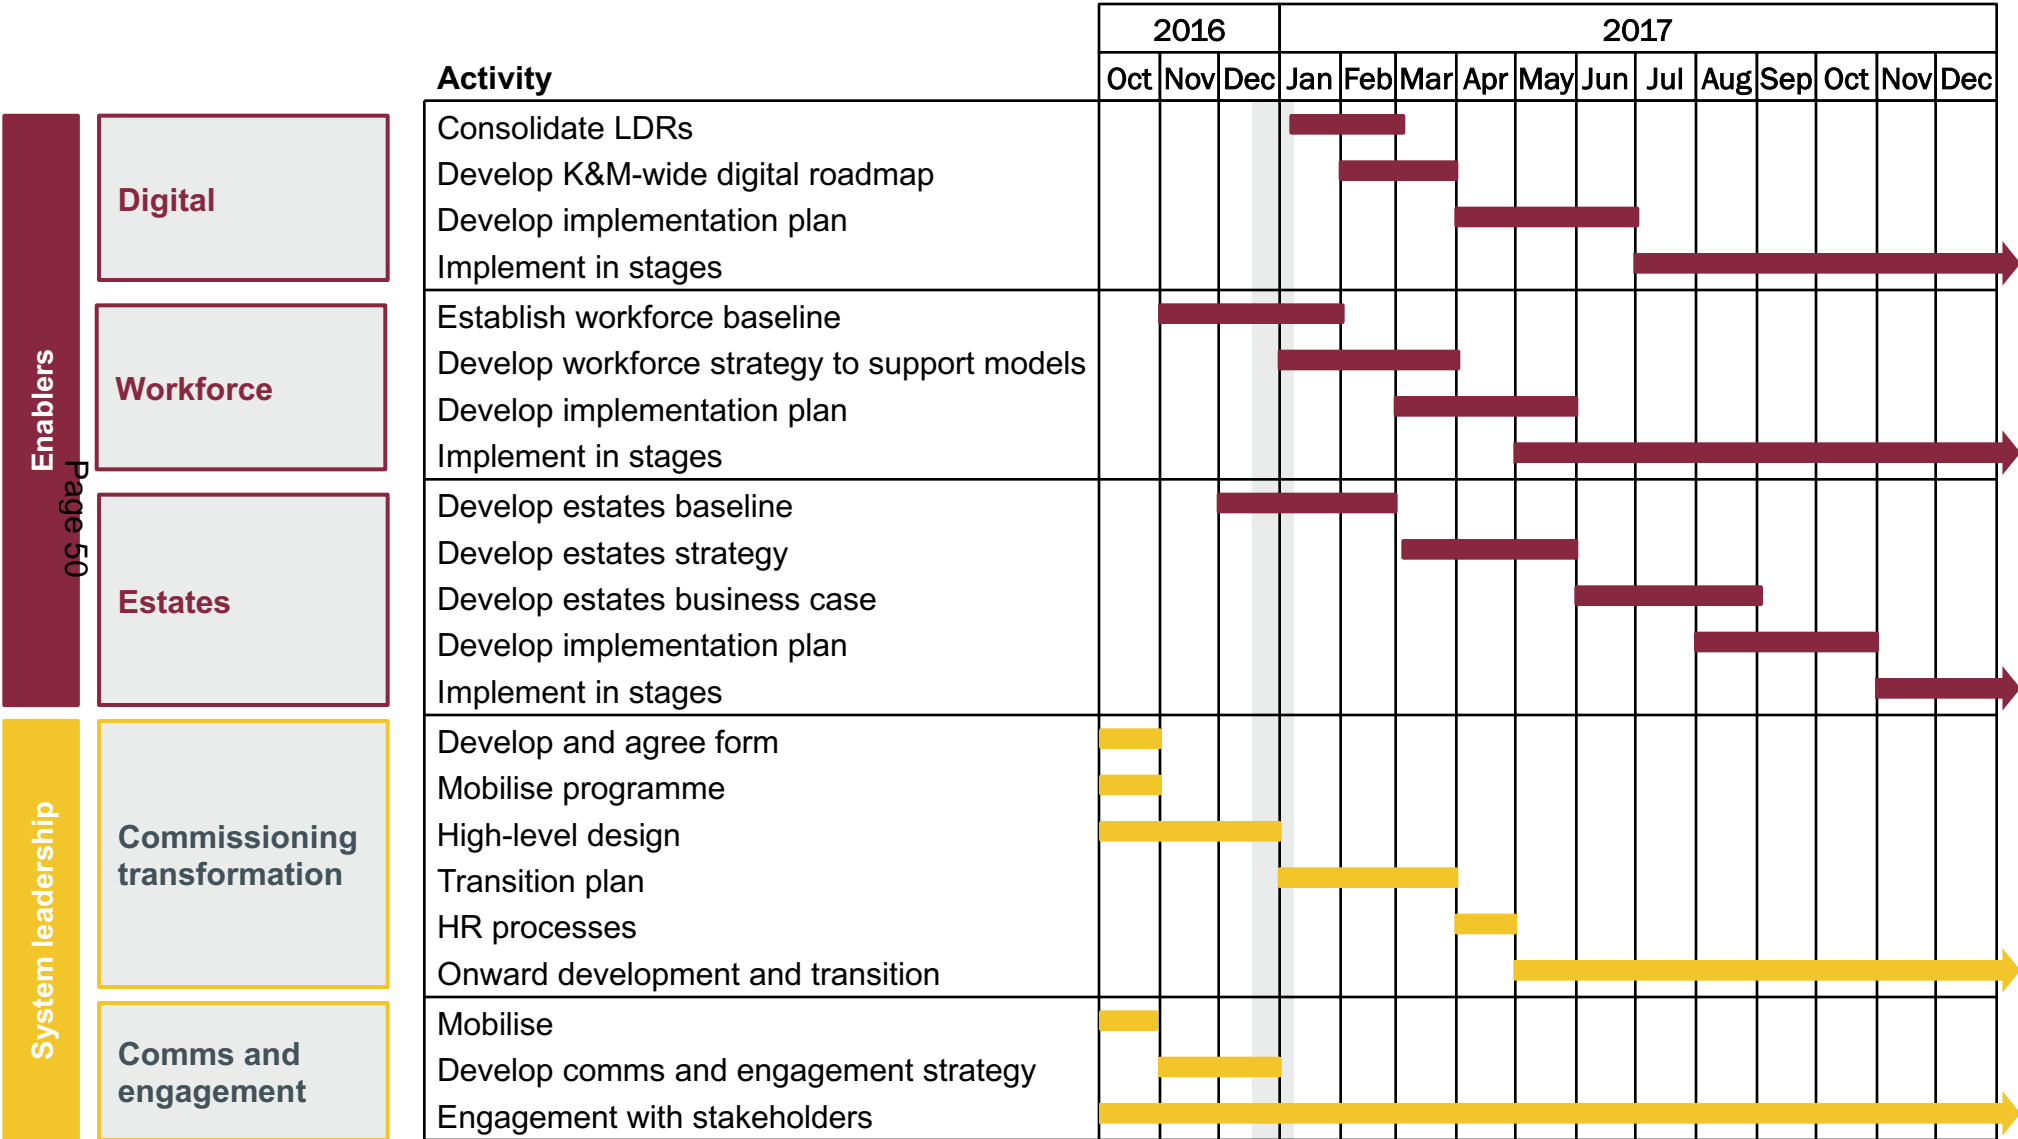 2016 2017
Activity Oct Nov Dec Jan Feb Mar Apr May Jun Jul Aug Sep Oct Nov Dec
Enablers
Page 50
Digital
Consolidate LDRs
Develop K&M-wide digital roadmap
Develop implementation plan
Implement in stages
Workforce
Establish workforce baseline
Develop workforce strategy to support models
Develop implementation plan
Implement in stages
Estates
Develop estates baseline
Develop estates strategy
Develop estates business case
Develop implementation plan
Implement in stages
System leadership
Commissioning
transformation
Develop and agree form
Mobilise programme
High-level design
Transition plan
HR processes
Onward development and transition
Comms and
engagement
Mobilise
Develop comms and engagement strategy
Engagement with stakeholders